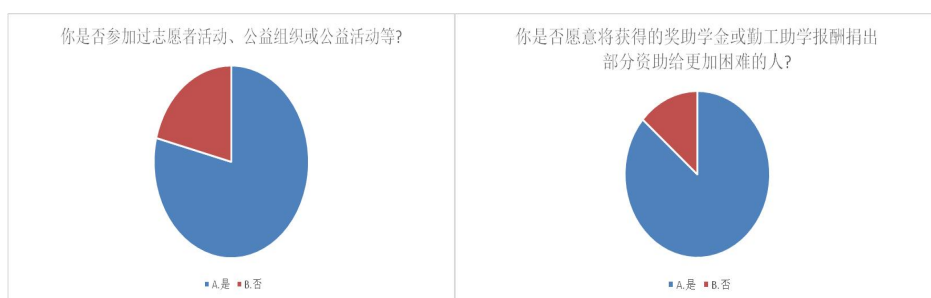 你是否参加过志愿者活动、公益组织或公益活动等?
A.是 B.否
你是否愿意将获得的奖助学金或勤工助学报酬捐出
部分资助给更加困难的人?
A.是 B.否